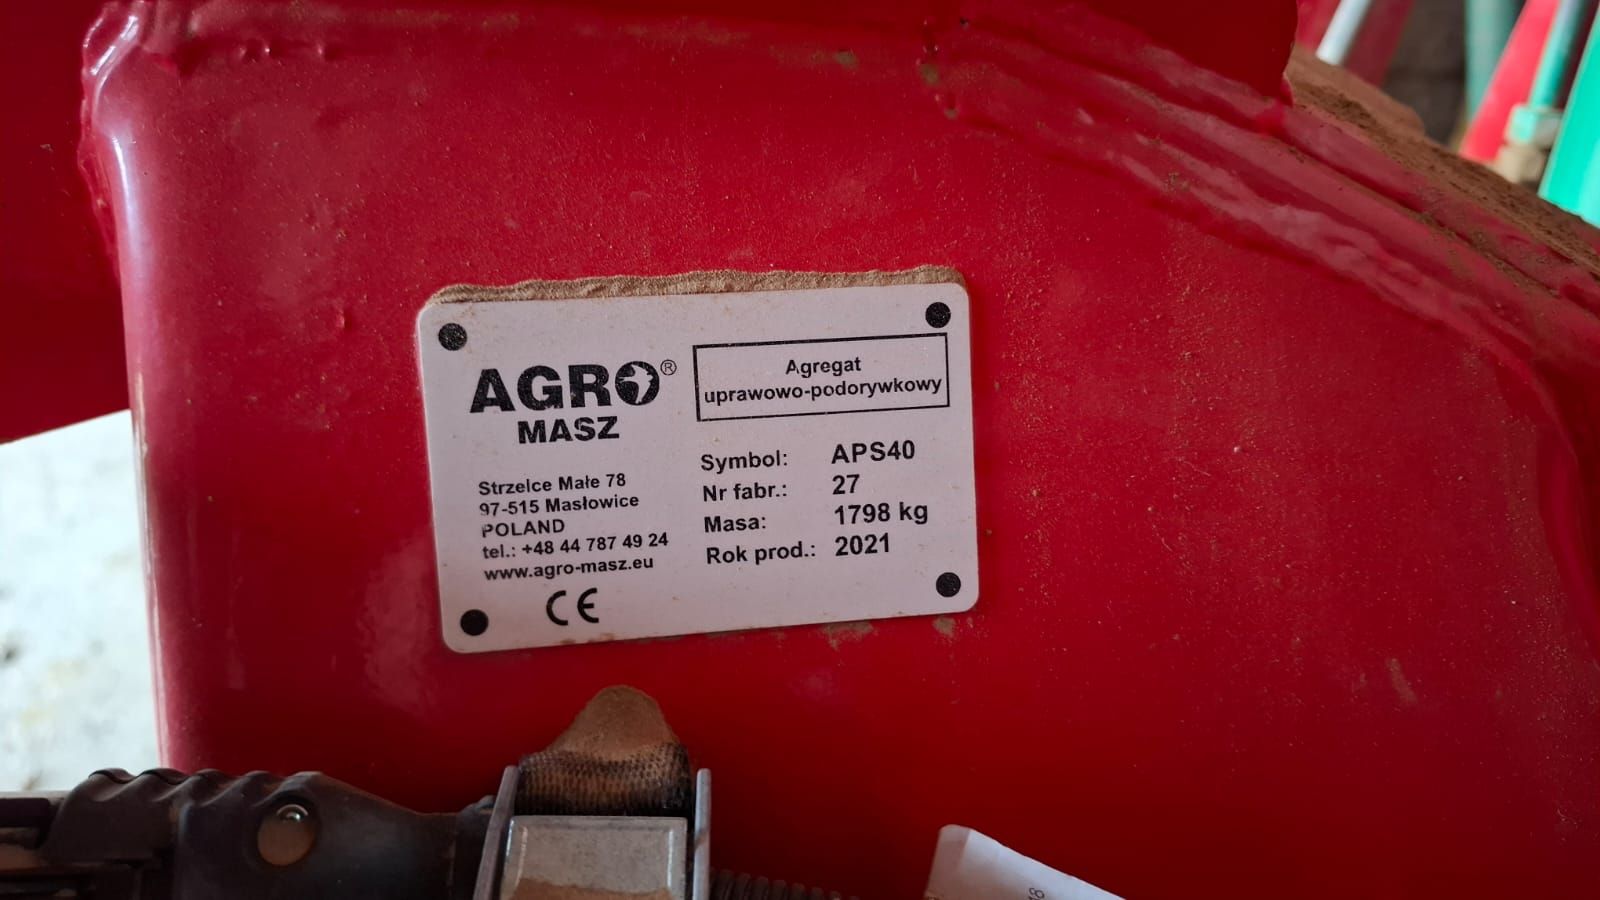 AGRO®
MASZ
Strzelce Małe 78
97-515 Masłowice
POLAND
tel.: +48 44 787 49 24
www.agro-masz.eu
CE
Agregat
uprawowo-podorywkowy
Symbol: APS40
Nr fabr.: 27
Masa: 1798 kg
Rok prod.: 2021